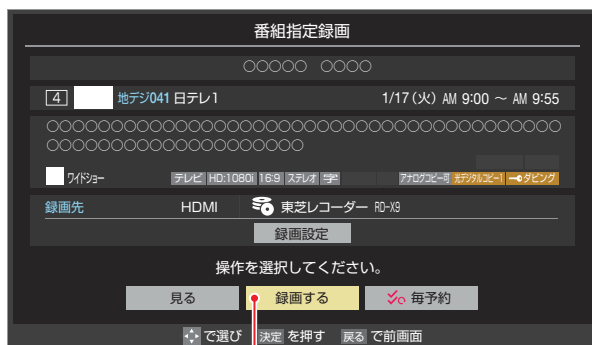 番組指定録画
○○○○○ ○○○○
4 地デジ041 日テレ1 1/17(火) AM 9:00 ～ AM 9:55
○○○○○○○○○○○○○○○○○○○○○○○○○○○○○○
○○○○○○○○○○○○○○○
ワイドショー テレビ HD:1080i 16:9 ステレオ 字 アナログコピー可 光デジタルコピー1 ダビング
録画先 HDMI 東芝レコーダー RD-X9
録画設定
操作を選択してください。
見る 録画する 毎予約
で選び 決定 を押す 戻る で前画面